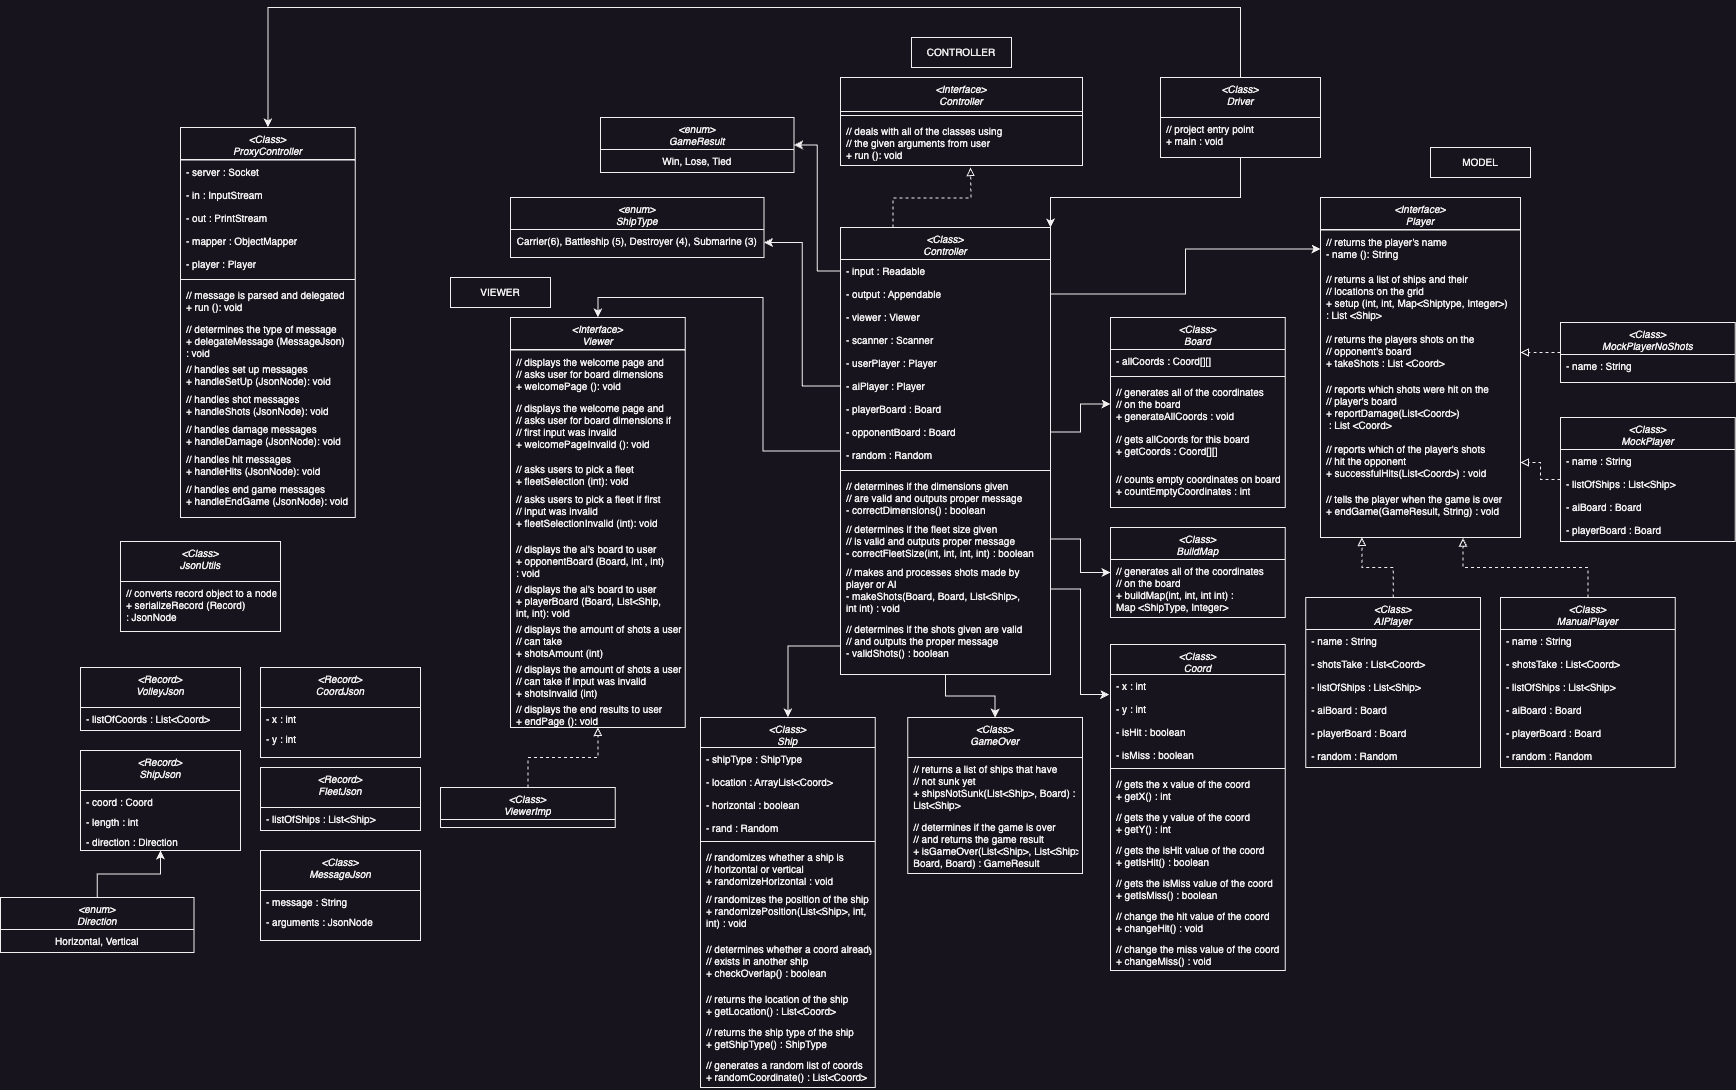 CONTROLLER
<Interface>
Controller
// deals with all of the classes using
// the given arguments from user
+ run (): void
<Class>
Driver
// project entry point
+ main : void
<enum>
GameResult
Win, Lose, Tied
<enum>
ShipType
Carrier(6), Battleship (5), Destroyer (4), Submarine (3)
<Class>
ProxyController
- server : Socket
- in : InputStream
- out : PrintStream
- mapper : ObjectMapper
- player : Player
// message is parsed and delegated
+ run (): void
// determines the type of message
+ delegateMessage (MessageJson)
: void
// handles set up messages
+ handleSetUp (JsonNode): void
// handles shot messages
+ handleShots (JsonNode): void
// handles damage messages
+ handleDamage (JsonNode): void
// handles hit messages
+ handleHits (JsonNode): void
// handles end game messages
+ handleEndGame (JsonNode): void
<Class>
JsonUtils
// converts record object to a node
+ serializeRecord (Record)
: JsonNode
<Record>
VolleyJson
- listOfCoords : List<Coord>
<Record>
CoordJson
- x : int
- y : int
<Record>
ShipJson
- coord : Coord
- length : int
- direction : Direction
<Record>
FleetJson
- listOfShips : List<Ship>
<Class>
MessageJson
- message : String
- arguments : JsonNode
<enum>
Direction
Horizontal, Vertical
VIEWER
<Interface>
Viewer
// displays the welcome page and
// asks user for board dimensions
+ welcomePage (): void
// displays the welcome page and
// asks user for board dimensions if
// first input was invalid
+ welcomePageInvalid (): void
// asks users to pick a fleet
+ fleetSelection (int): void
// asks users to pick a fleet if first
// input was invalid
+ fleetSelectionInvalid (int): void
// displays the ai's board to user
+ opponentBoard (Board, int , int)
: void
// displays the ai's board to user
+ playerBoard (Board, List<Ship,
int, int): void
// displays the amount of shots a user
// can take
+ shotsAmount (int)
// displays the amount of shots a user
// can take if input was invalid
+ shotsInvalid (int)
// displays the end results to user
+ endPage (): void
<Class>
ViewerImp
<Class>
Controller
- input : Readable
- output : Appendable
- viewer : Viewer
- scanner : Scanner
- userPlayer : Player
- aiPlayer : Player
- playerBoard : Board
- opponentBoard : Board
- random : Random
// determines if the dimensions given
// are valid and outputs proper message
- correctDimensions() : boolean
// determines if the fleet size given
// is valid and outputs proper message
- correctFleetSize(int, int, int, int) : boolean
// makes and processes shots made by
player or AI
- makeShots(Board, Board, List<Ship>,
int int) : void
// determines if the shots given are valid
// and outputs the proper message
- validShots() : boolean
<Class>
Ship
- shipType : ShipType
- location : ArrayList<Coord>
- horizontal : boolean
- rand : Random
// randomizes whether a ship is
// horizontal or vertical
+ randomizeHorizontal : void
// randomizes the position of the ship
+ randomizePosition(List<Ship>, int,
int) : void
// determines whether a coord already
// exists in another ship
+ checkOverlap() : boolean
// returns the location of the ship
+ getLocation() : List<Coord>
// returns the ship type of the ship
+ getShipType() : ShipType
// generates a random list of coords
+ randomCoordinate() : List<Coord>
<Class>
GameOver
// returns a list of ships that have
// not sunk yet
+ shipsNotSunk(List<Ship>, Board) :
List<Ship>
// determines if the game is over
// and returns the game result
+ isGameOver(List<Ship>, List<Ship>
Board, Board) : GameResult
<Class>
Board
- allCoords : Coord[][]
// generates all of the coordinates
// on the board
+ generateAllCoords : void
// gets allCoords for this board
+ getCoords : Coord[][]
// counts empty coordinates on board
+ countEmptyCoordinates : int
<Class>
BuildMap
// generates all of the coordinates
// on the board
+ buildMap(int, int, int int) :
Map <ShipType, Integer>
<Class>
Coord
- x : int
- y : int
- isHit : boolean
- isMiss : boolean
// gets the x value of the coord
+ getX() : int
// gets the y value of the coord
+ getY() : int
// gets the isHit value of the coord
+ getIsHit() : boolean
// gets the isMiss value of the coord
+ getIsMiss() : boolean
// change the hit value of the coord
+ changeHit() : void
// change the miss value of the coord
+ changeMiss() : void
MODEL
<Interface>
Player
// returns the player's name
- name (): String
// returns a list of ships and their
// locations on the grid
+ setup (int, int, Map<Shiptype, Integer>)
: List <Ship>
// returns the players shots on the
// opponent's board
+ takeShots : List <Coord>
// reports which shots were hit on the
// player's board
+ reportDamage(List<Coord>)
: List <Coord>
// reports which of the player's shots
// hit the opponent
+ successfulHits(List<Coord>) : void
// tells the player when the game is over
+ endGame(GameResult, String) : void
<Class>
MockPlayerNoShots
- name : String
<Class>
MockPlayer
- name : String
- listOfShips : List<Ship>
- aiBoard : Board
- playerBoard : Board
<Class>
AIPlayer
- name : String
- shotsTake : List<Coord>
- listOfShips : List<Ship>
- aiBoard : Board
- playerBoard : Board
- random : Random
<Class>
ManualPlayer
- name : String
- shotsTake : List<Coord>
- listOfShips : List<Ship>
- aiBoard : Board
- playerBoard : Board
- random : Random